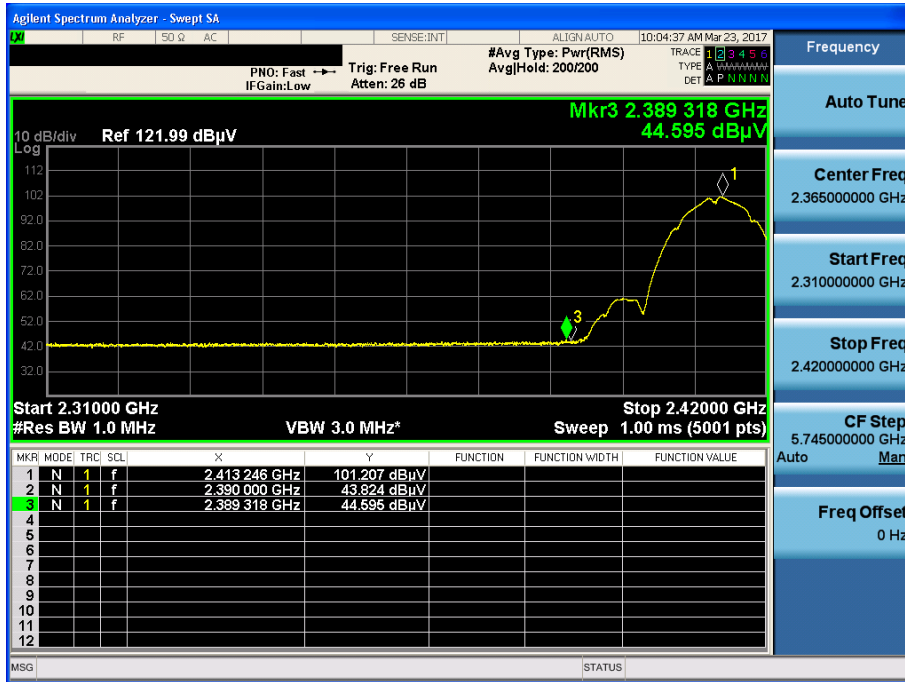 Agilent Spectrum Analyzer - Swept SA
LXI RF 50 Ω AC SENSE:INT ALIGN AUTO 10:04:37 AM Mar 23, 2017
PNO: Fast Trig: Free Run #Avg Type: Pwr(RMS) TRACE 1 2 3 4 5 6
IFGain:Low Atten: 26 dB Avg|Hold: 200/200 TYPE A WWWWW
DET A P N N N N
Mkr3 2.389 318 GHz
44.595 dBµV
10 dB/div Ref 121.99 dBµV
Log
112
102
92.0
82.0
72.0
62.0
52.0
42.0
32.0
1
3
Start 2.31000 GHz Stop 2.42000 GHz
#Res BW 1.0 MHz VBW 3.0 MHz* Sweep 1.00 ms (5001 pts)
MKR MODE TRC SCL X Y FUNCTION FUNCTION WIDTH FUNCTION VALUE
1 N 1 f 2.413 246 GHz 101.207 dBµV
2 N 1 f 2.390 000 GHz 43.824 dBµV
3 N 1 f 2.389 318 GHz 44.595 dBµV
4
5
6
7
8
9
10
11
12
MSG STATUS
Frequency
Auto Tune
Center Freq
2.365000000 GHz
Start Freq
2.310000000 GHz
Stop Freq
2.420000000 GHz
CF Step
5.745000000 GHz
Auto Man
Freq Offset
0 Hz